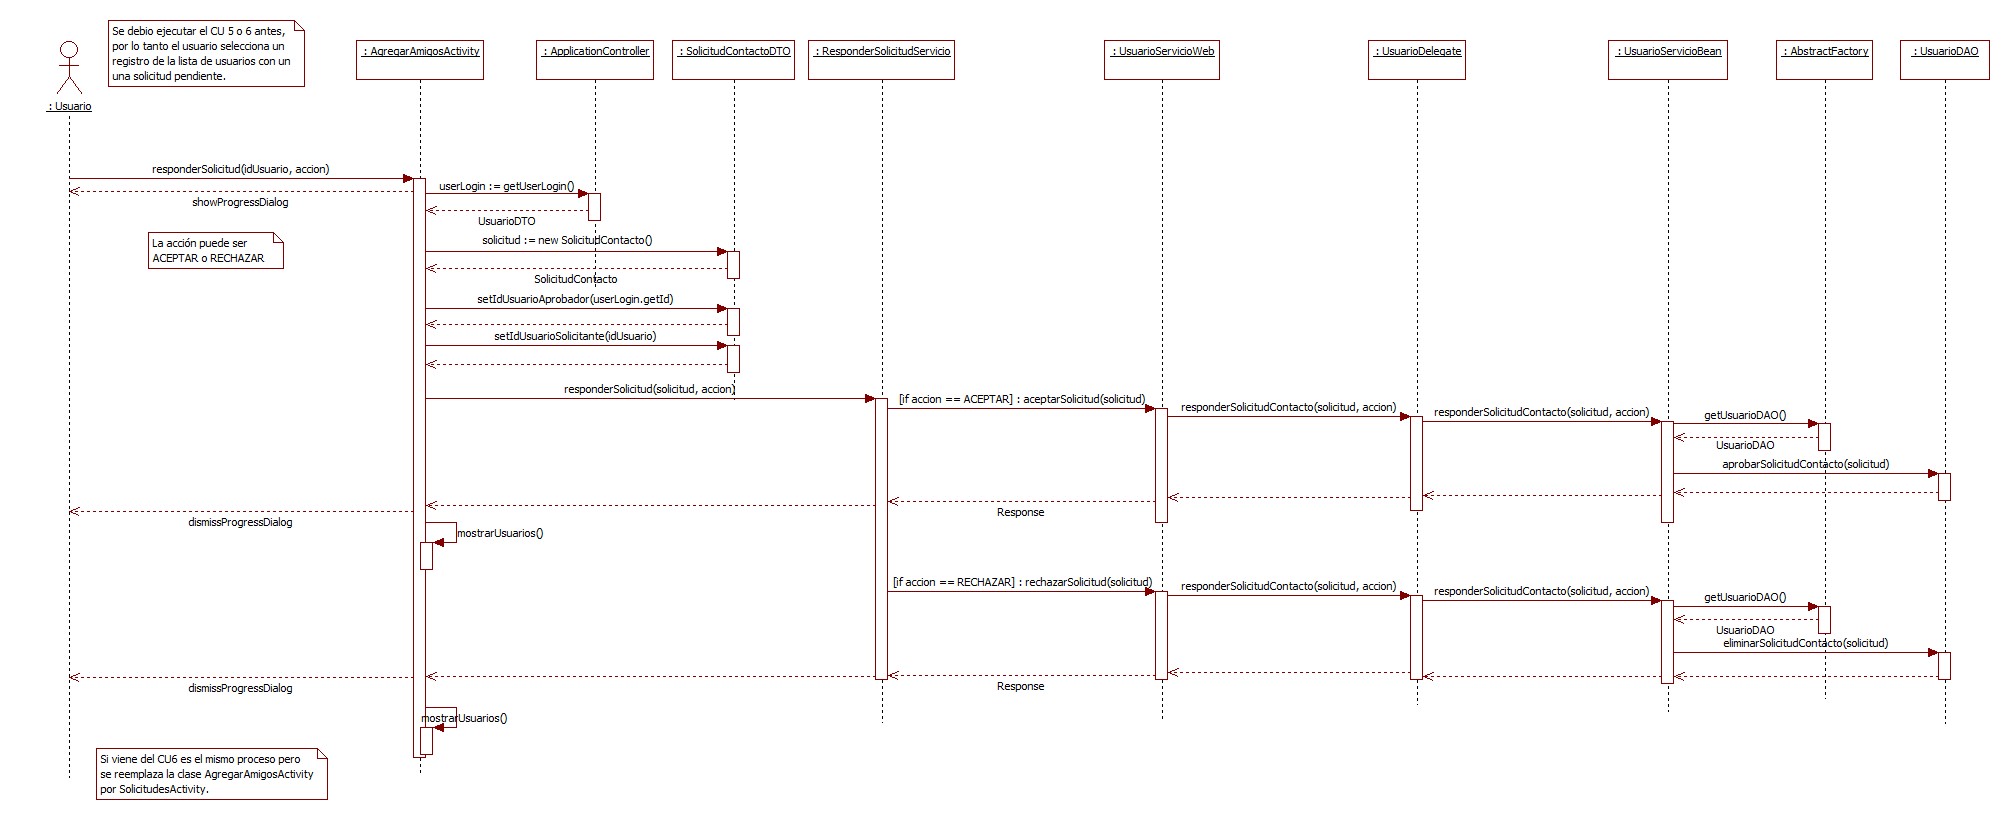 Se debio ejecutar el CU 5 o 6 antes,
por lo tanto el usuario selecciona un
registro de la lista de usuarios con un
una solicitud pendiente.
: Usuario
: AgregarAmigosActivity
: ApplicationController
: SolicitudContactoDTO
: ResponderSolicitudServicio
: UsuarioServicioWeb
: UsuarioDelegate
: UsuarioServicioBean
: AbstractFactory
: UsuarioDAO
responderSolicitud(idUsuario, accion)
showProgressDialog
userLogin := getUserLogin()
UsuarioDTO
La acción puede ser
ACEPTAR o RECHAZAR
solicitud := new SolicitudContacto()
SolicitudContacto
setIdUsuarioAprobador(userLogin.getId)
setIdUsuarioSolicitante(idUsuario)
responderSolicitud(solicitud, accion)
[if accion == ACEPTAR] : aceptarSolicitud(solicitud)
responderSolicitudContacto(solicitud, accion)
responderSolicitudContacto(solicitud, accion)
getUsuarioDAO()
UsuarioDAO
aprobarSolicitudContacto(solicitud)
Response
dismissProgressDialog
mostrarUsuarios()
[if accion == RECHAZAR] : rechazarSolicitud(solicitud)
responderSolicitudContacto(solicitud, accion)
responderSolicitudContacto(solicitud, accion)
getUsuarioDAO()
UsuarioDAO
eliminarSolicitudContacto(solicitud)
Response
dismissProgressDialog
mostrarUsuarios()
Si viene del CU6 es el mismo proceso pero
se reemplaza la clase AgregarAmigosActivity
por SolicitudesActivity.